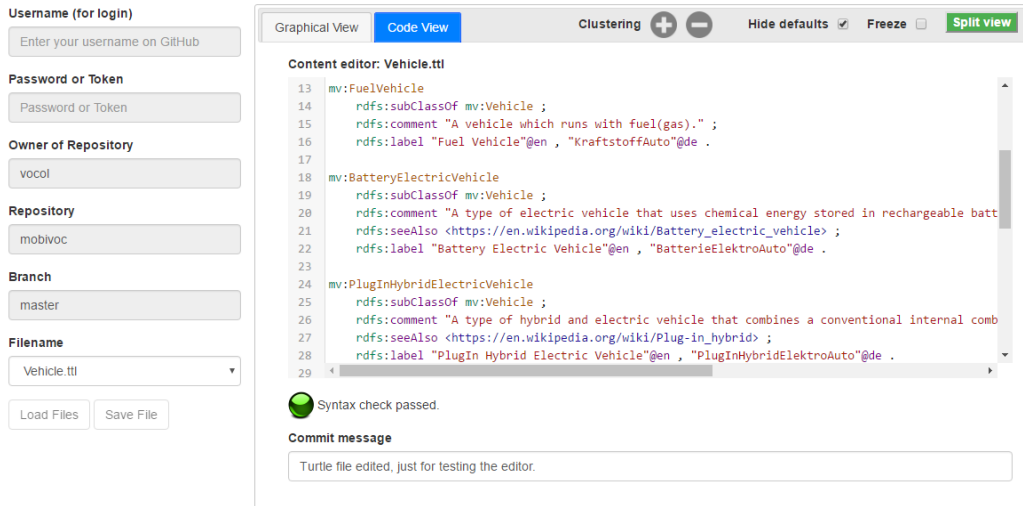 Username (for login)
Enter your username on GitHub
Password or Token
Password or Token
Owner of Repository
vocol
Repository
mobivoc
Branch
master
Filename
Vehicle.ttl
Load Files Save File
Graphical View Code View Clustering Hide defaults Freeze Split view
Content editor: Vehicle.ttl
13 mv:FuelVehicle
14 rdfs:subClassOf mv:Vehicle ;
15 rdfs:comment "A vehicle which runs with fuel(gas)." ;
16 rdfs:label "Fuel Vehicle"@en , "KraftstoffAuto"@de .
17
18 mv:BatteryElectricVehicle
19 rdfs:subClassOf mv:Vehicle ;
20 rdfs:comment "A type of electric vehicle that uses chemical energy stored in rechargeable batt
21 rdfs:seeAlso <https://en.wikipedia.org/wiki/Battery_electric_vehicle> ;
22 rdfs:label "Battery Electric Vehicle"@en , "BatterieElektroAuto"@de .
23
24 mv:PlugInHybridElectricVehicle
25 rdfs:subClassOf mv:Vehicle ;
26 rdfs:comment "A type of hybrid and electric vehicle that combines a conventional internal comb
27 rdfs:seeAlso <https://en.wikipedia.org/wiki/Plug-in_hybrid> ;
28 rdfs:label "PlugIn Hybrid Electric Vehicle"@en , "PlugInHybridElektroAuto"@de .
29
Syntax check passed.
Commit message
Turtle file edited, just for testing the editor.